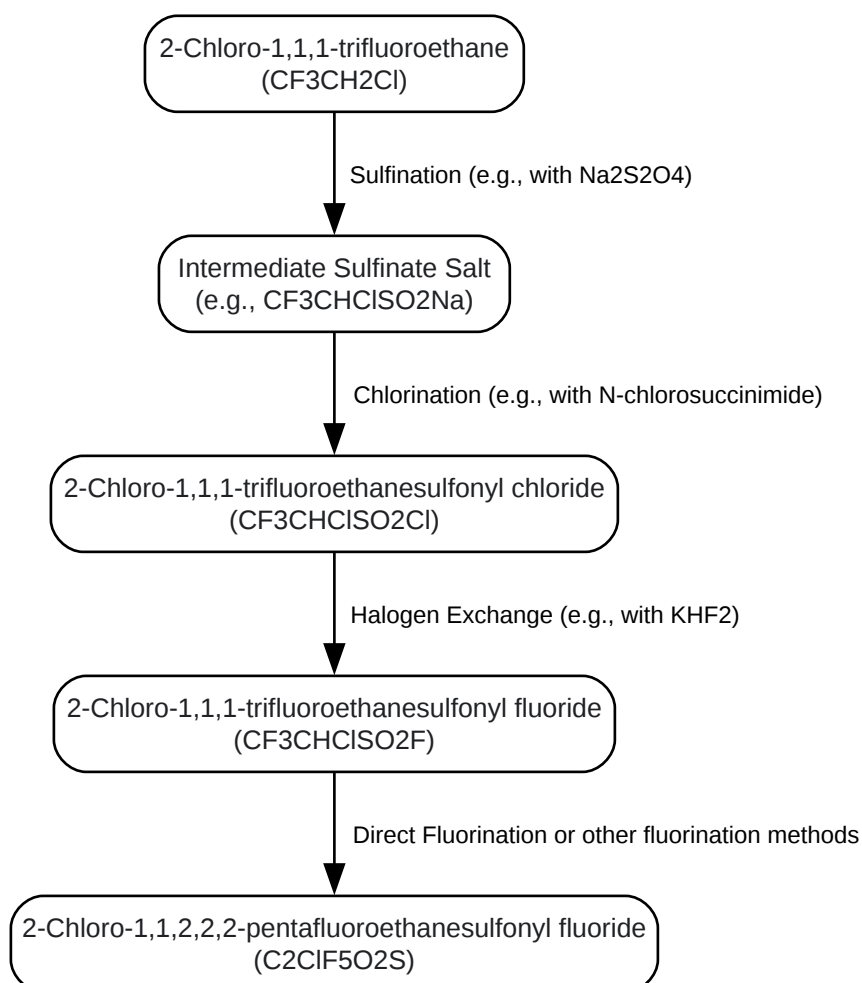 2-Chloro-1,1,1-trifluoroethane
(CF3CH2Cl)
Sulfination (e.g., with Na2S2O4)
Intermediate Sulfinate Salt
(e.g., CF3CHClSO2Na)
Chlorination (e.g., with N-chlorosuccinimide)
2-Chloro-1,1,1-trifluoroethanesulfonyl chloride
(CF3CHClSO2Cl)
Halogen Exchange (e.g., with KHF2)
2-Chloro-1,1,1-trifluoroethanesulfonyl fluoride
(CF3CHClSO2F)
Direct Fluorination or other fluorination methods
2-Chloro-1,1,2,2,2-pentafluoroethanesulfonyl fluoride
(C2ClF5O2S)